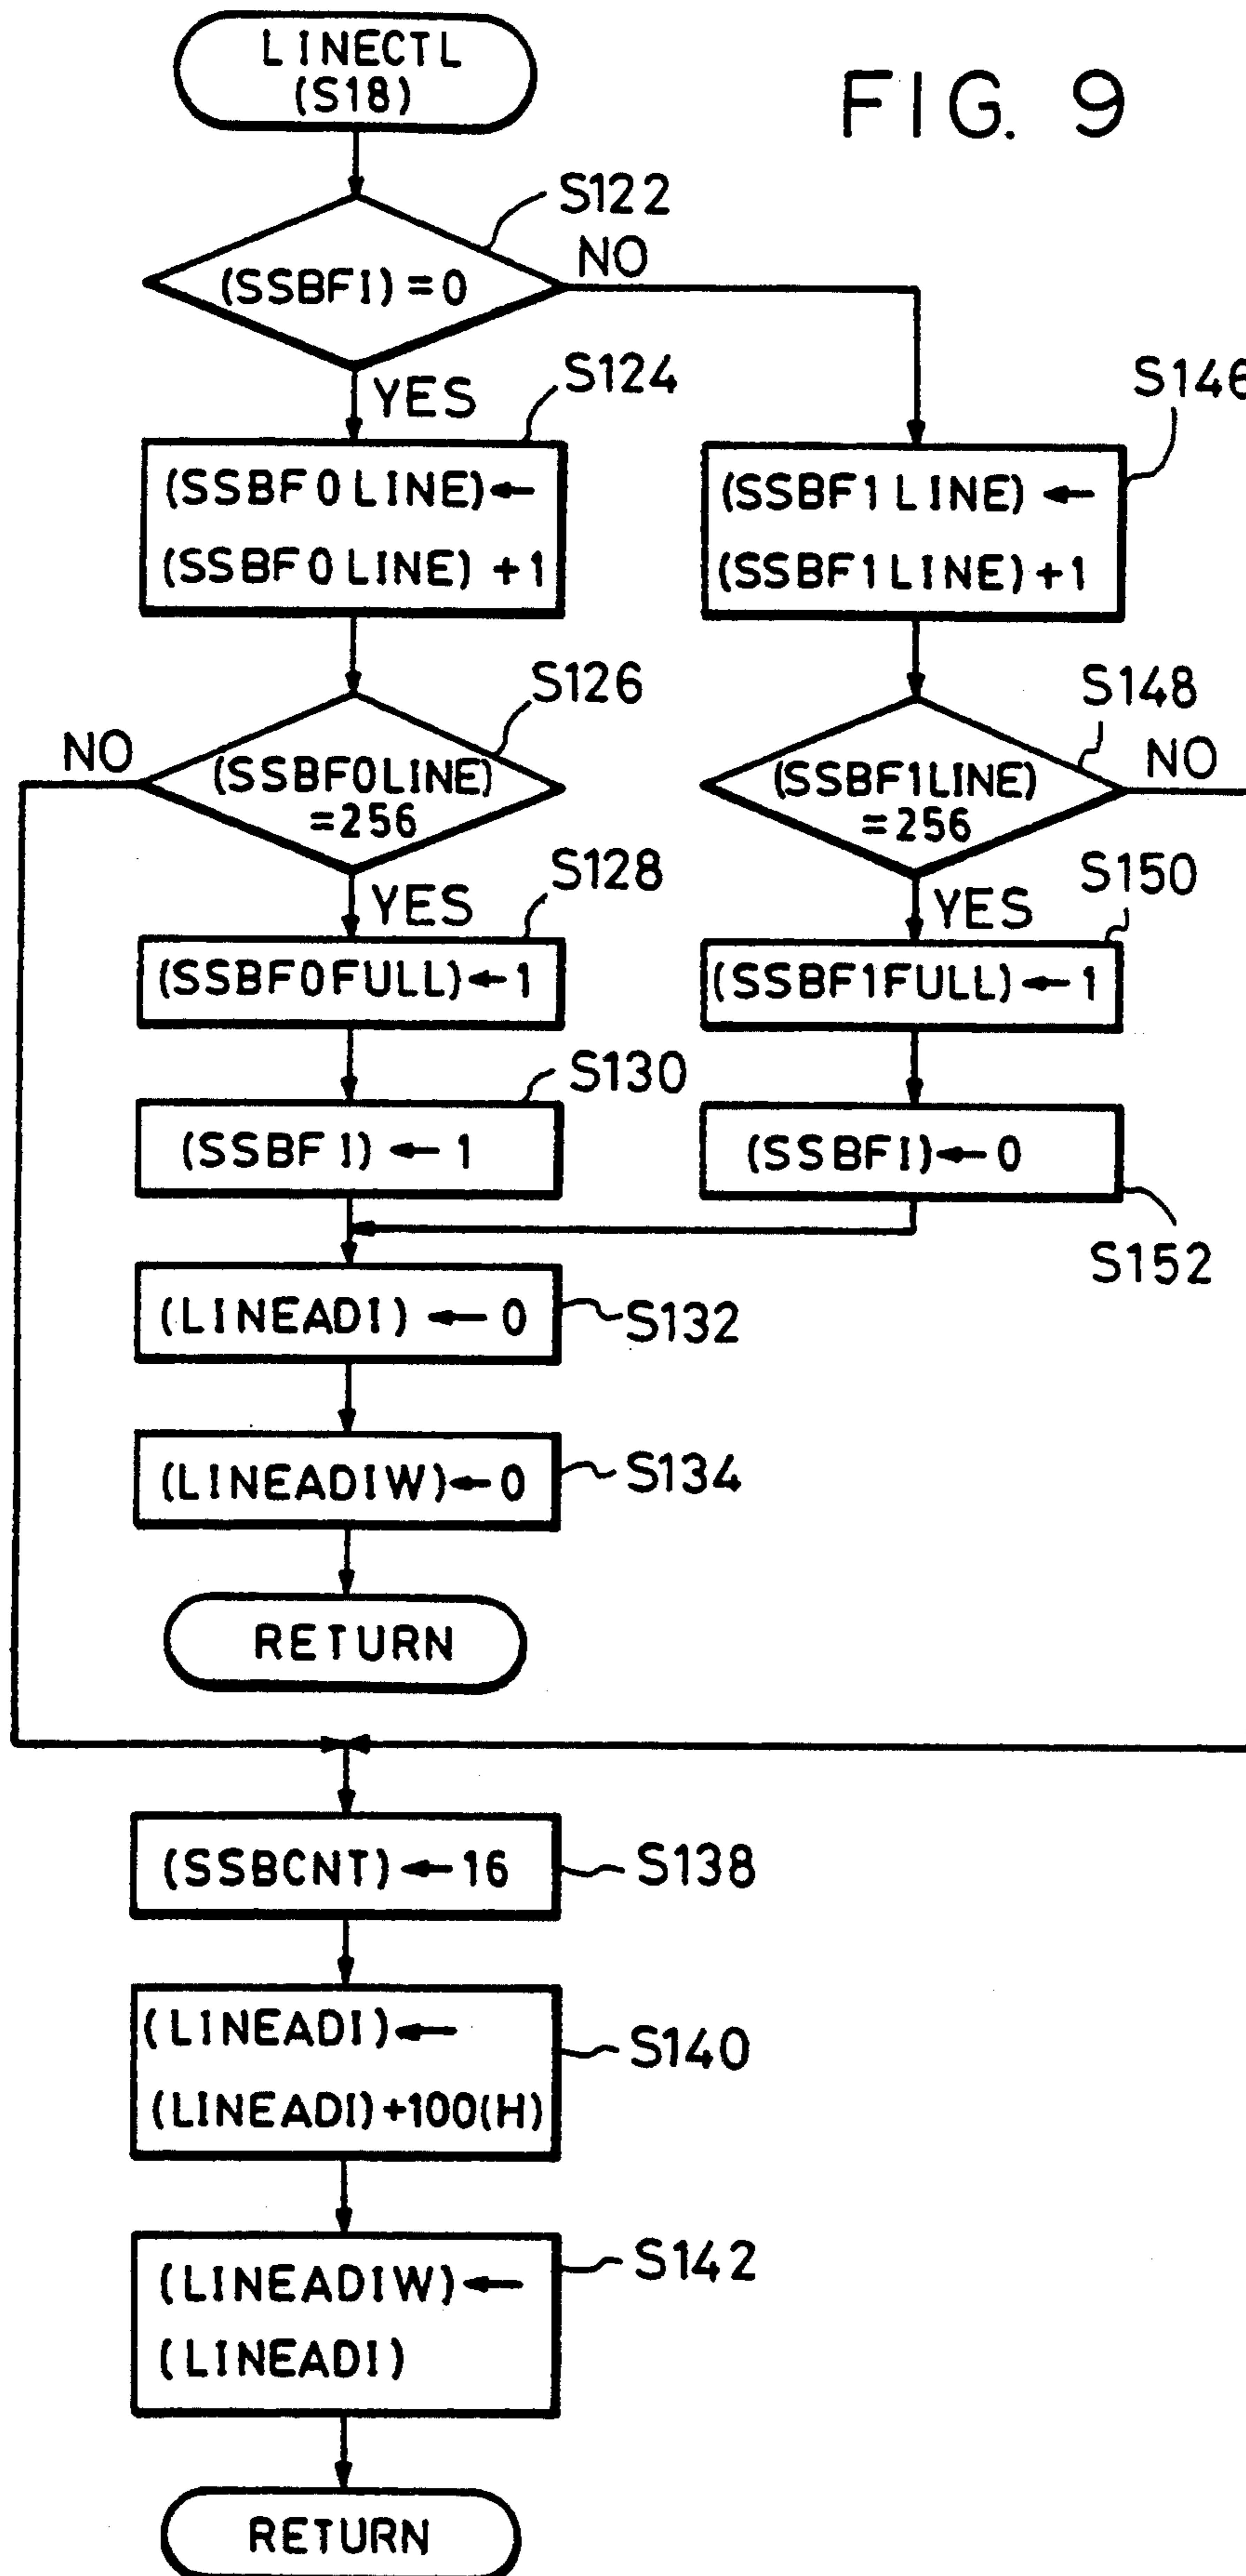 LINECTL
(S18)
FIG. 9
S122
(SSBFI) = 0
NO
YES
S124
(SSBF0LINE) ←
(SSBF0LINE) +1
S146
(SSBF1LINE) ←
(SSBF1LINE) +1
S126
NO
(SSBF0LINE)
=256
S148
(SSBF1LINE)
=256
NO
YES
S128
(SSBF0FULL) ← 1
YES
S150
(SSBF1FULL) ← 1
S130
(SSBFI) ← 1
(SSBFI) ← 0
S152
(LINEADI) ← 0
S132
(LINEADIW) ← 0
S134
RETURN
(SSBCNT) ← 16
S138
(LINEADI) ←
(LINEADI) +100(H)
S140
(LINEADIW) ←
(LINEADI)
S142
RETURN